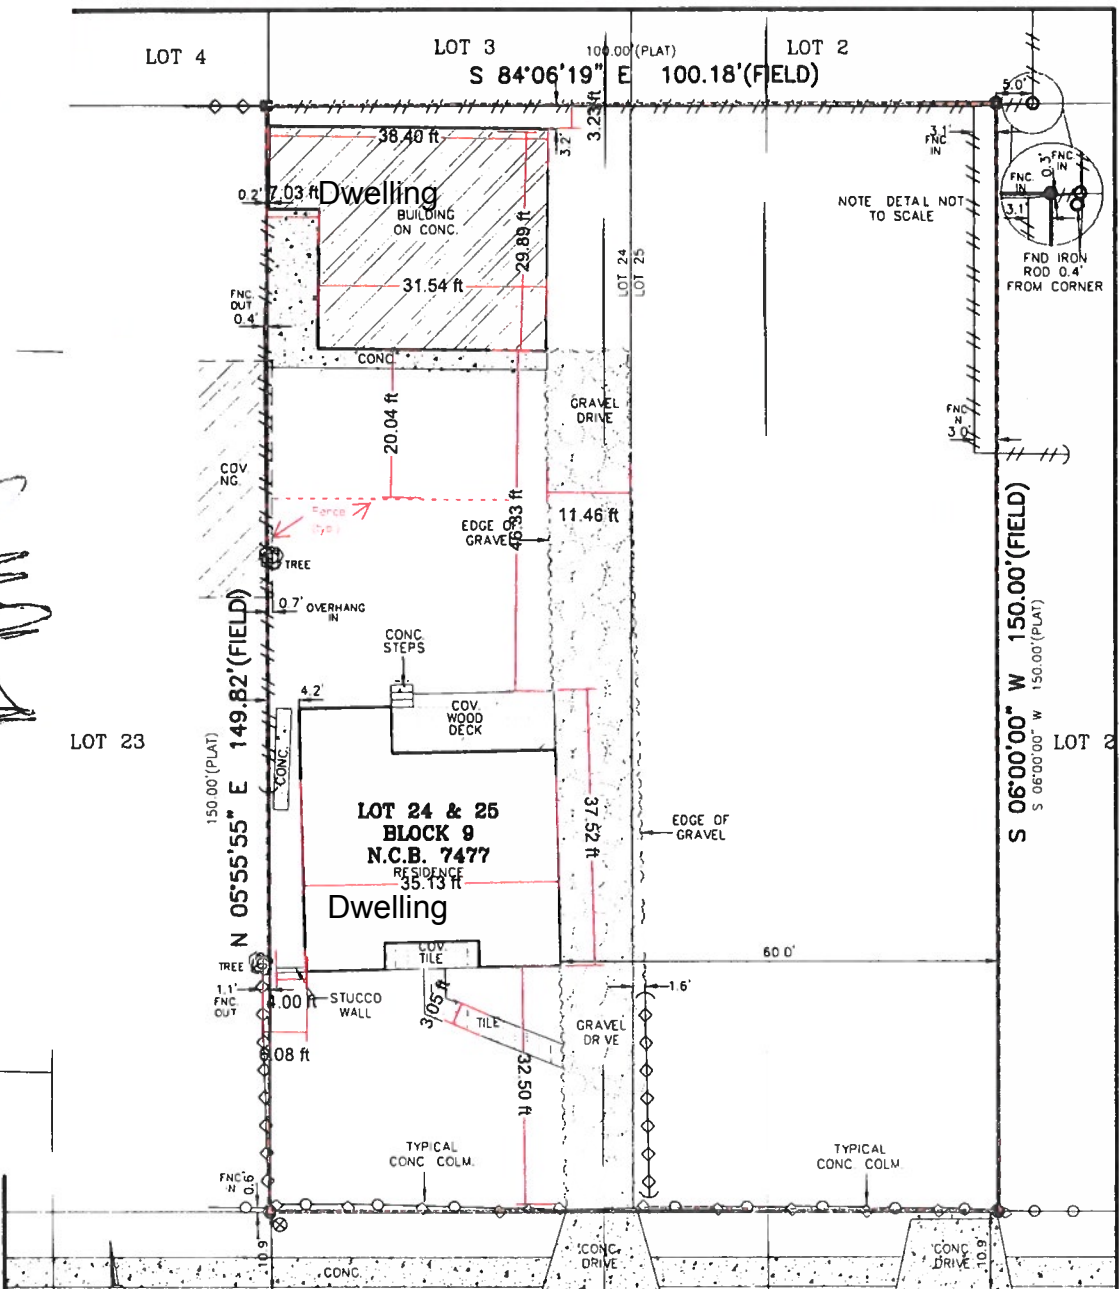 LOT 4
LOT 3
100.00'(PLAT)
LOT 2
S 84°06'19" E 100.18'(FIELD)
5.0'
3.23 ft
38.40 ft
3.2'
3.1'
FNC
IN
0.3'
FNC
IN
FNC
IN
3.1'
0.2'
7.03 ft
Dwelling
BUILDING
ON CONC.
29.89 ft
NOTE DETAL NOT
TO SCALE
LOT 24
LOT 25
FND IRON
ROD 0.4'
FROM CORNER
31.54 ft
FNC
OUT
0.4'
CONC
GRAVEL
DRIVE
20.04 ft
FNC
N
3.0'
COV
NG.
Fence
(typ)
46.83 ft
11.46 ft
EDGE OF
GRAVEL
TREE
0.7'
OVERHANG
IN
N 05°55'55" E 149.82'(FIELD)
150.00'(PLAT)
S 06°00'00" W 150.00'(FIELD)
S 06°00'00" W 150.00'(PLAT)
CONC.
STEPS
4.2'
COV.
WOOD
DECK
LOT 23
LOT 2
CONC.
37.52 ft
LOT 24 & 25
BLOCK 9
N.C.B. 7477
RESIDENCE
35.13 ft
Dwelling
EDGE OF
GRAVEL
COV.
TILE
60 0'
TREE
1.1'
FNC
OUT
4.00 ft
STUCCO
WALL
3.05 ft
TILE
1.6'
GRAVEL
DR VE
.08 ft
32.50 ft
TYPICAL
CONC COLM.
TYPICAL
CONC COLM.
FNC
N
0.6'
10.9
CONC.
CONC.
DRIVE
CONC.
DRIVE
10.9